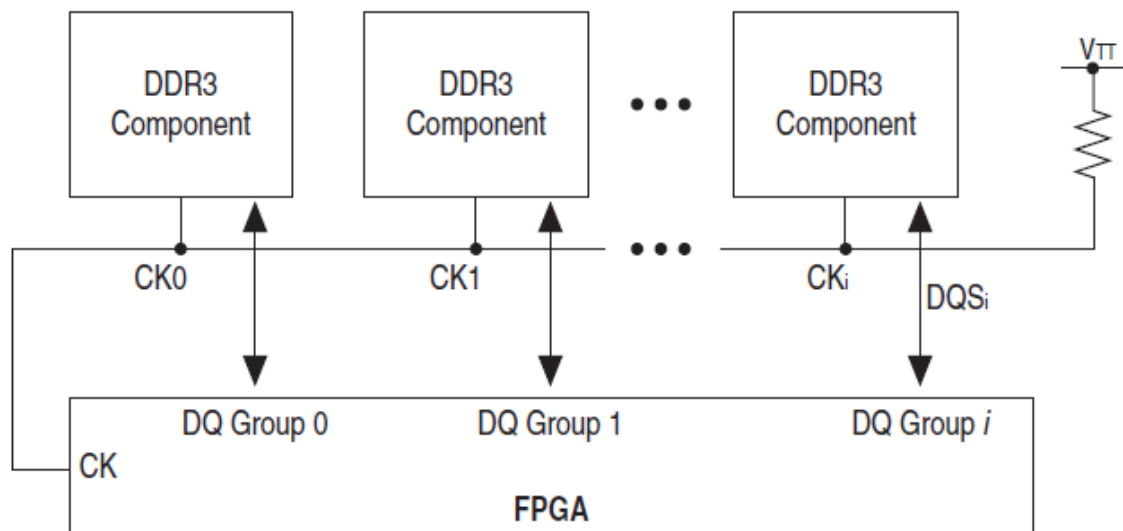 DDR3
Component
DDR3
Component
DDR3
Component
VTT
CK0
CK1
CKi
DQSi
DQ Group 0
DQ Group 1
DQ Group i
CK
FPGA